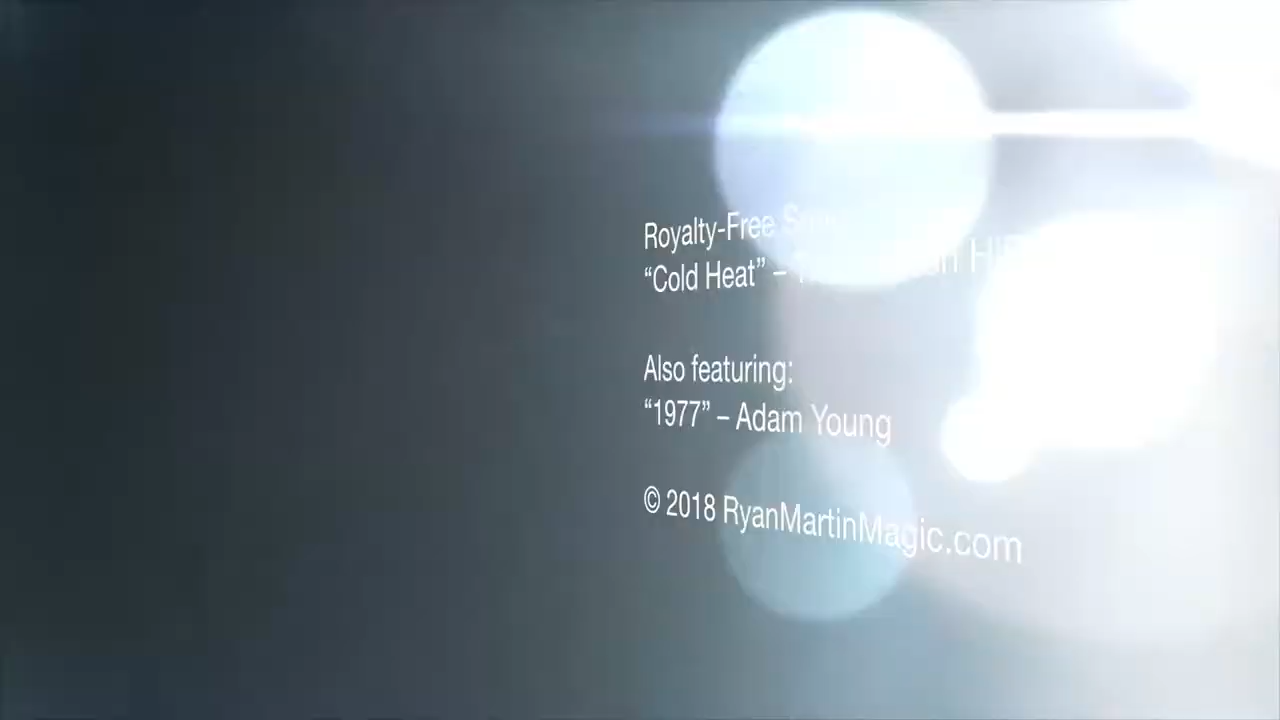 Royalty-Free
“Cold Heat” –
Also featuring:
“1977” – Adam Young
© 2018 RyanMartinMagic.com